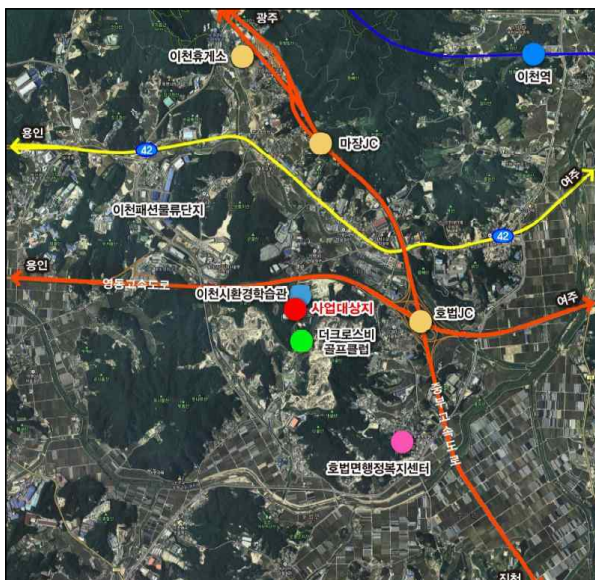 광주
이천휴게소
이천역
용인
42
마장JC
여주
이천패션물류단지
42
용인
영동고속도로
이천시환경학습관
사업대상지
여주
호법JC
더크로스비
골프클럽
중부고속도로
호법면행정복지센터
진천